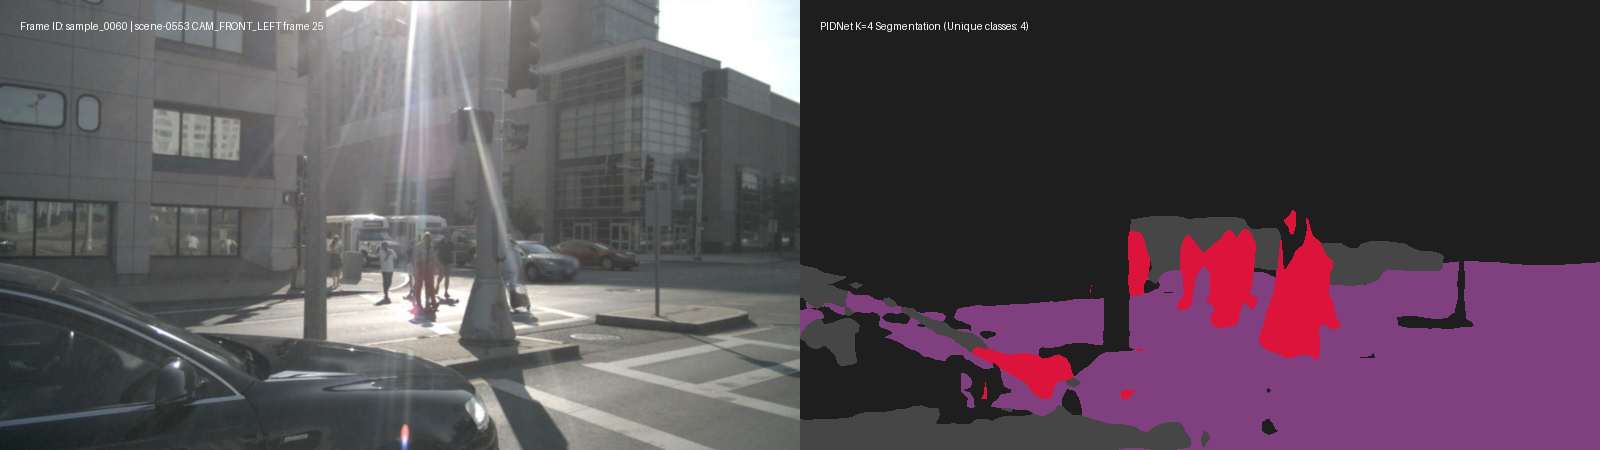 Frame ID: sample_0060 | scene-0553 CAM_FRONT_LEFT frame 25
PIDNet K=4 Segmentation (Unique classes: 4)